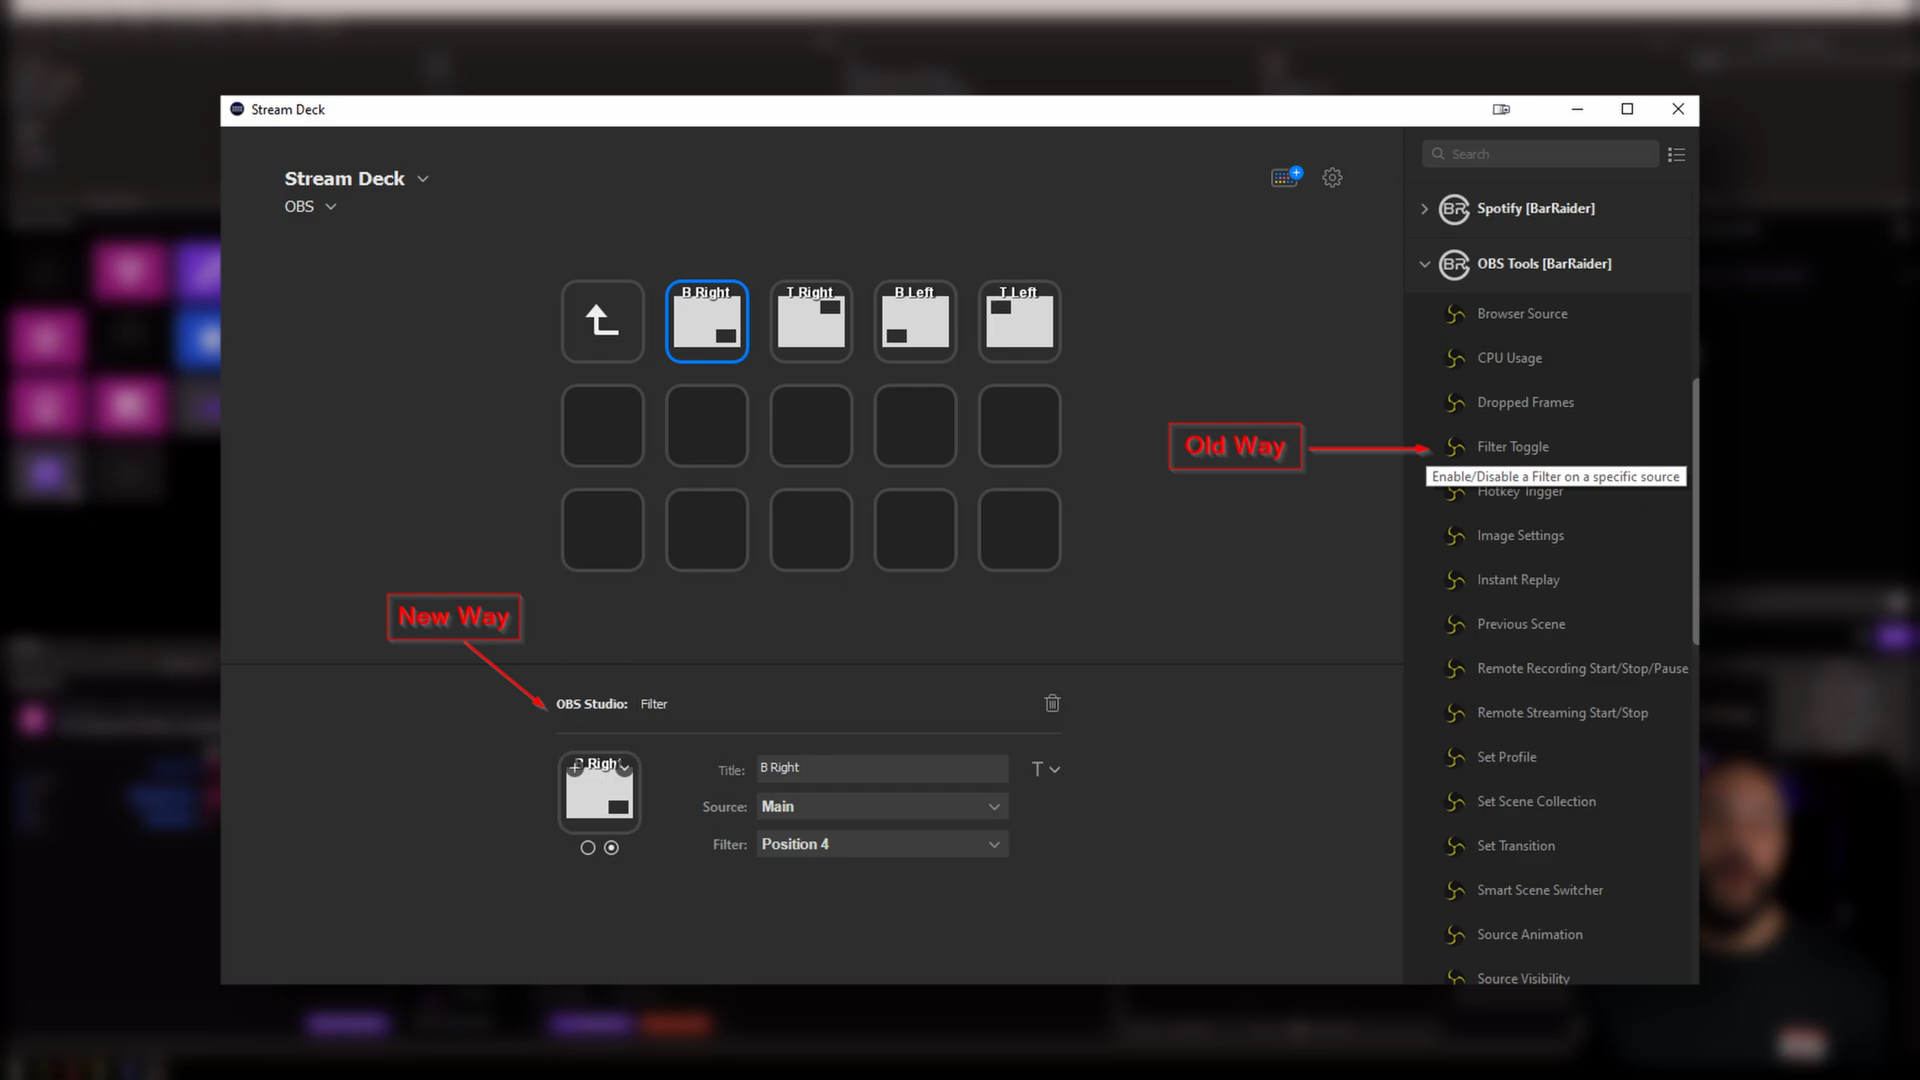 Stream Deck
Search
Stream Deck
OBS
Spotify [BarRaider]
OBS Tools [BarRaider]
B Right
T Right
B Left
T Left
Browser Source
CPU Usage
Dropped Frames
Old Way
Filter Toggle
Enable/Disable a Filter on a specific source
Hotkey Trigger
Image Settings
Instant Replay
Previous Scene
Remote Recording Start/Stop/Pause
Remote Streaming Start/Stop
Set Profile
Set Scene Collection
Set Transition
Smart Scene Switcher
Source Animation
Source Visibility
New Way
OBS Studio: Filter
B Right
Title: B Right
T
Source: Main
Filter: Position 4